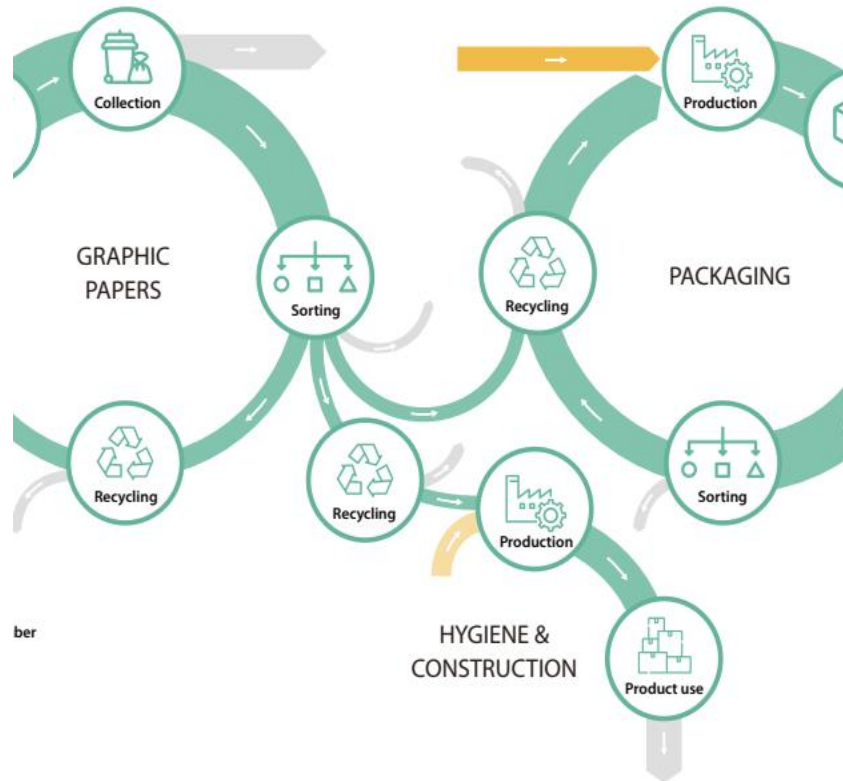 Collection
Production
GRAPHIC
PAPERS
Sorting
Recycling
PACKAGING
Recycling
Recycling
Production
Sorting
ber
HYGIENE &
CONSTRUCTION
Product use